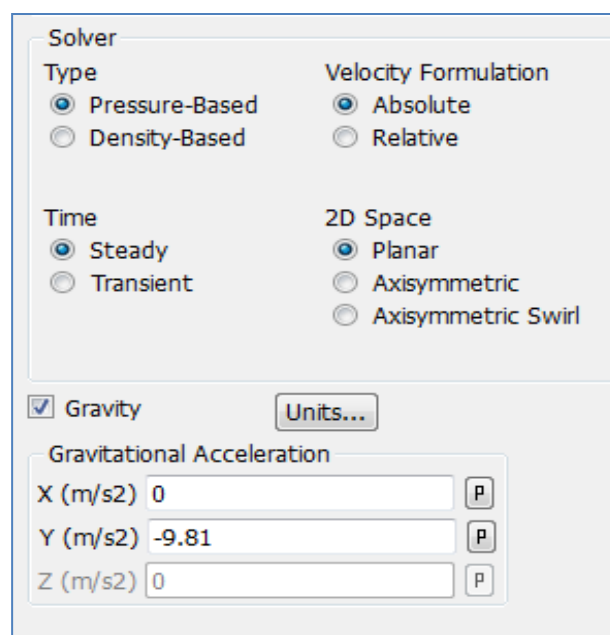 Solver
Type Velocity Formulation
Pressure-Based Absolute
Density-Based Relative
Time 2D Space
Steady Planar
Transient Axisymmetric
Axisymmetric Swirl
Gravity Units...
Gravitational Acceleration
X (m/s2) 0 P
Y (m/s2) -9.81 P
Z (m/s2) 0 P